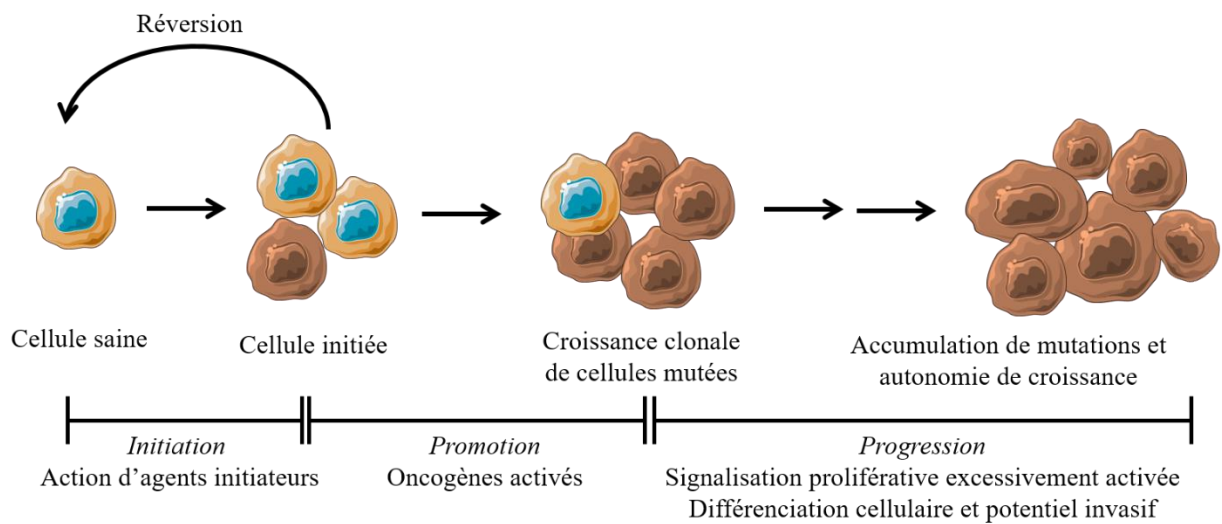 Réversion
Cellule saine
Cellule initiée
Croissance clonale
de cellules mutées
Accumulation de mutations et
autonomie de croissance
Initiation
Action d’agents initiateurs
Promotion
Oncogènes activés
Progression
Signalisation proliférative excessivement activée
Différenciation cellulaire et potentiel invasif